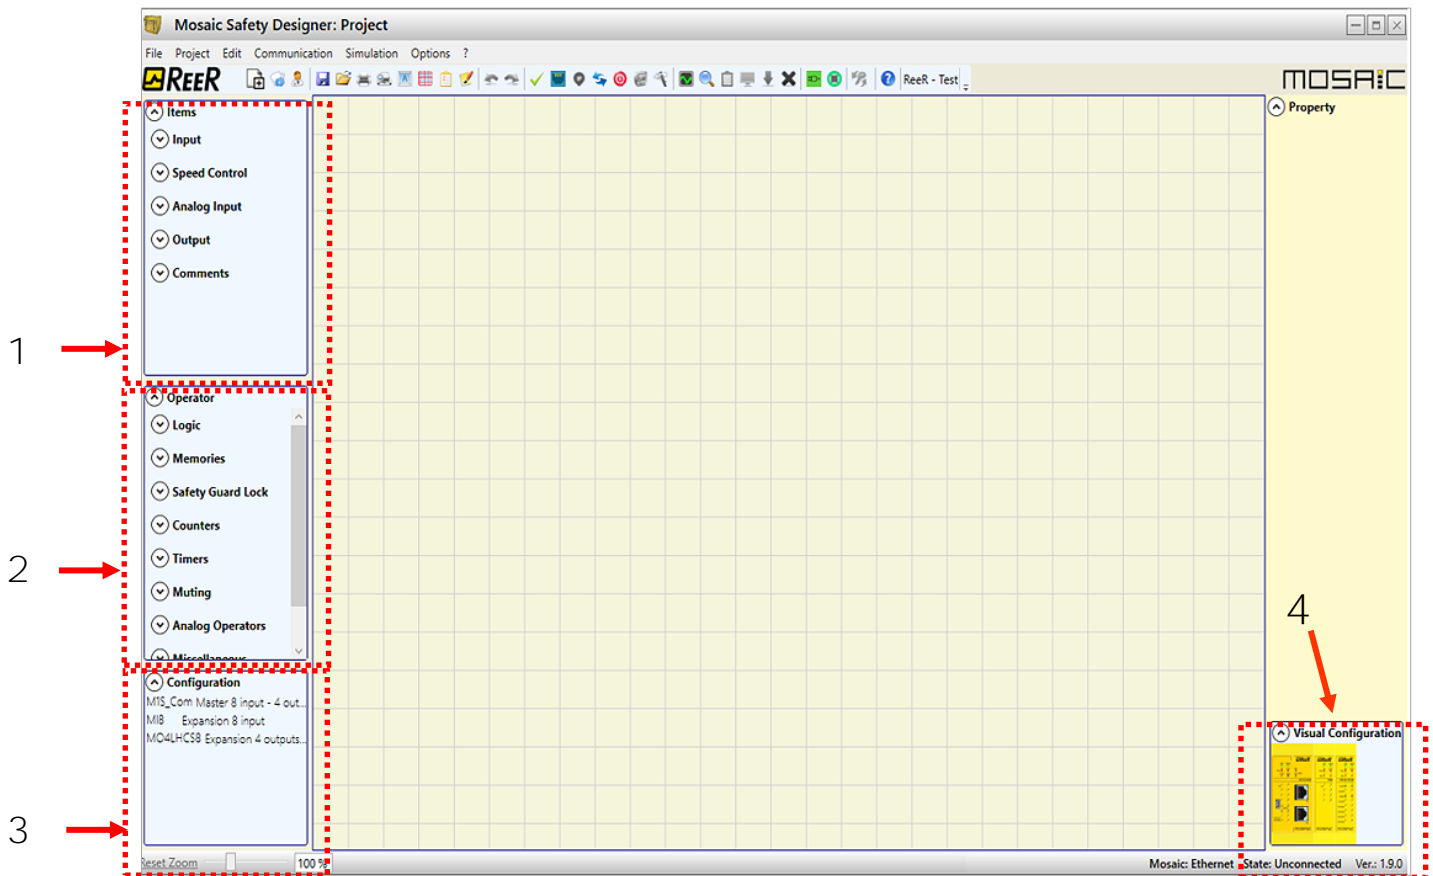 Mosaic Safety Designer: Project
File Project Edit Communication Simulation Options ?
REER ReeR - Test MOSAIC
Items
Input
Speed Control
Analog Input
Output
Comments
1
Operator
Logic
Memories
Safety Guard Lock
Counters
Timers
Muting
Analog Operators
Miscellaneous
2
Configuration
M1S_Com Master 8 input - 4 out...
MI8 Expansion 8 input
MO4LHCS8 Expansion 4 outputs...
3
Property
4
Visual Configuration
Reset Zoom 100 %
Mosaic: Ethernet State: Unconnected Ver.: 1.9.0